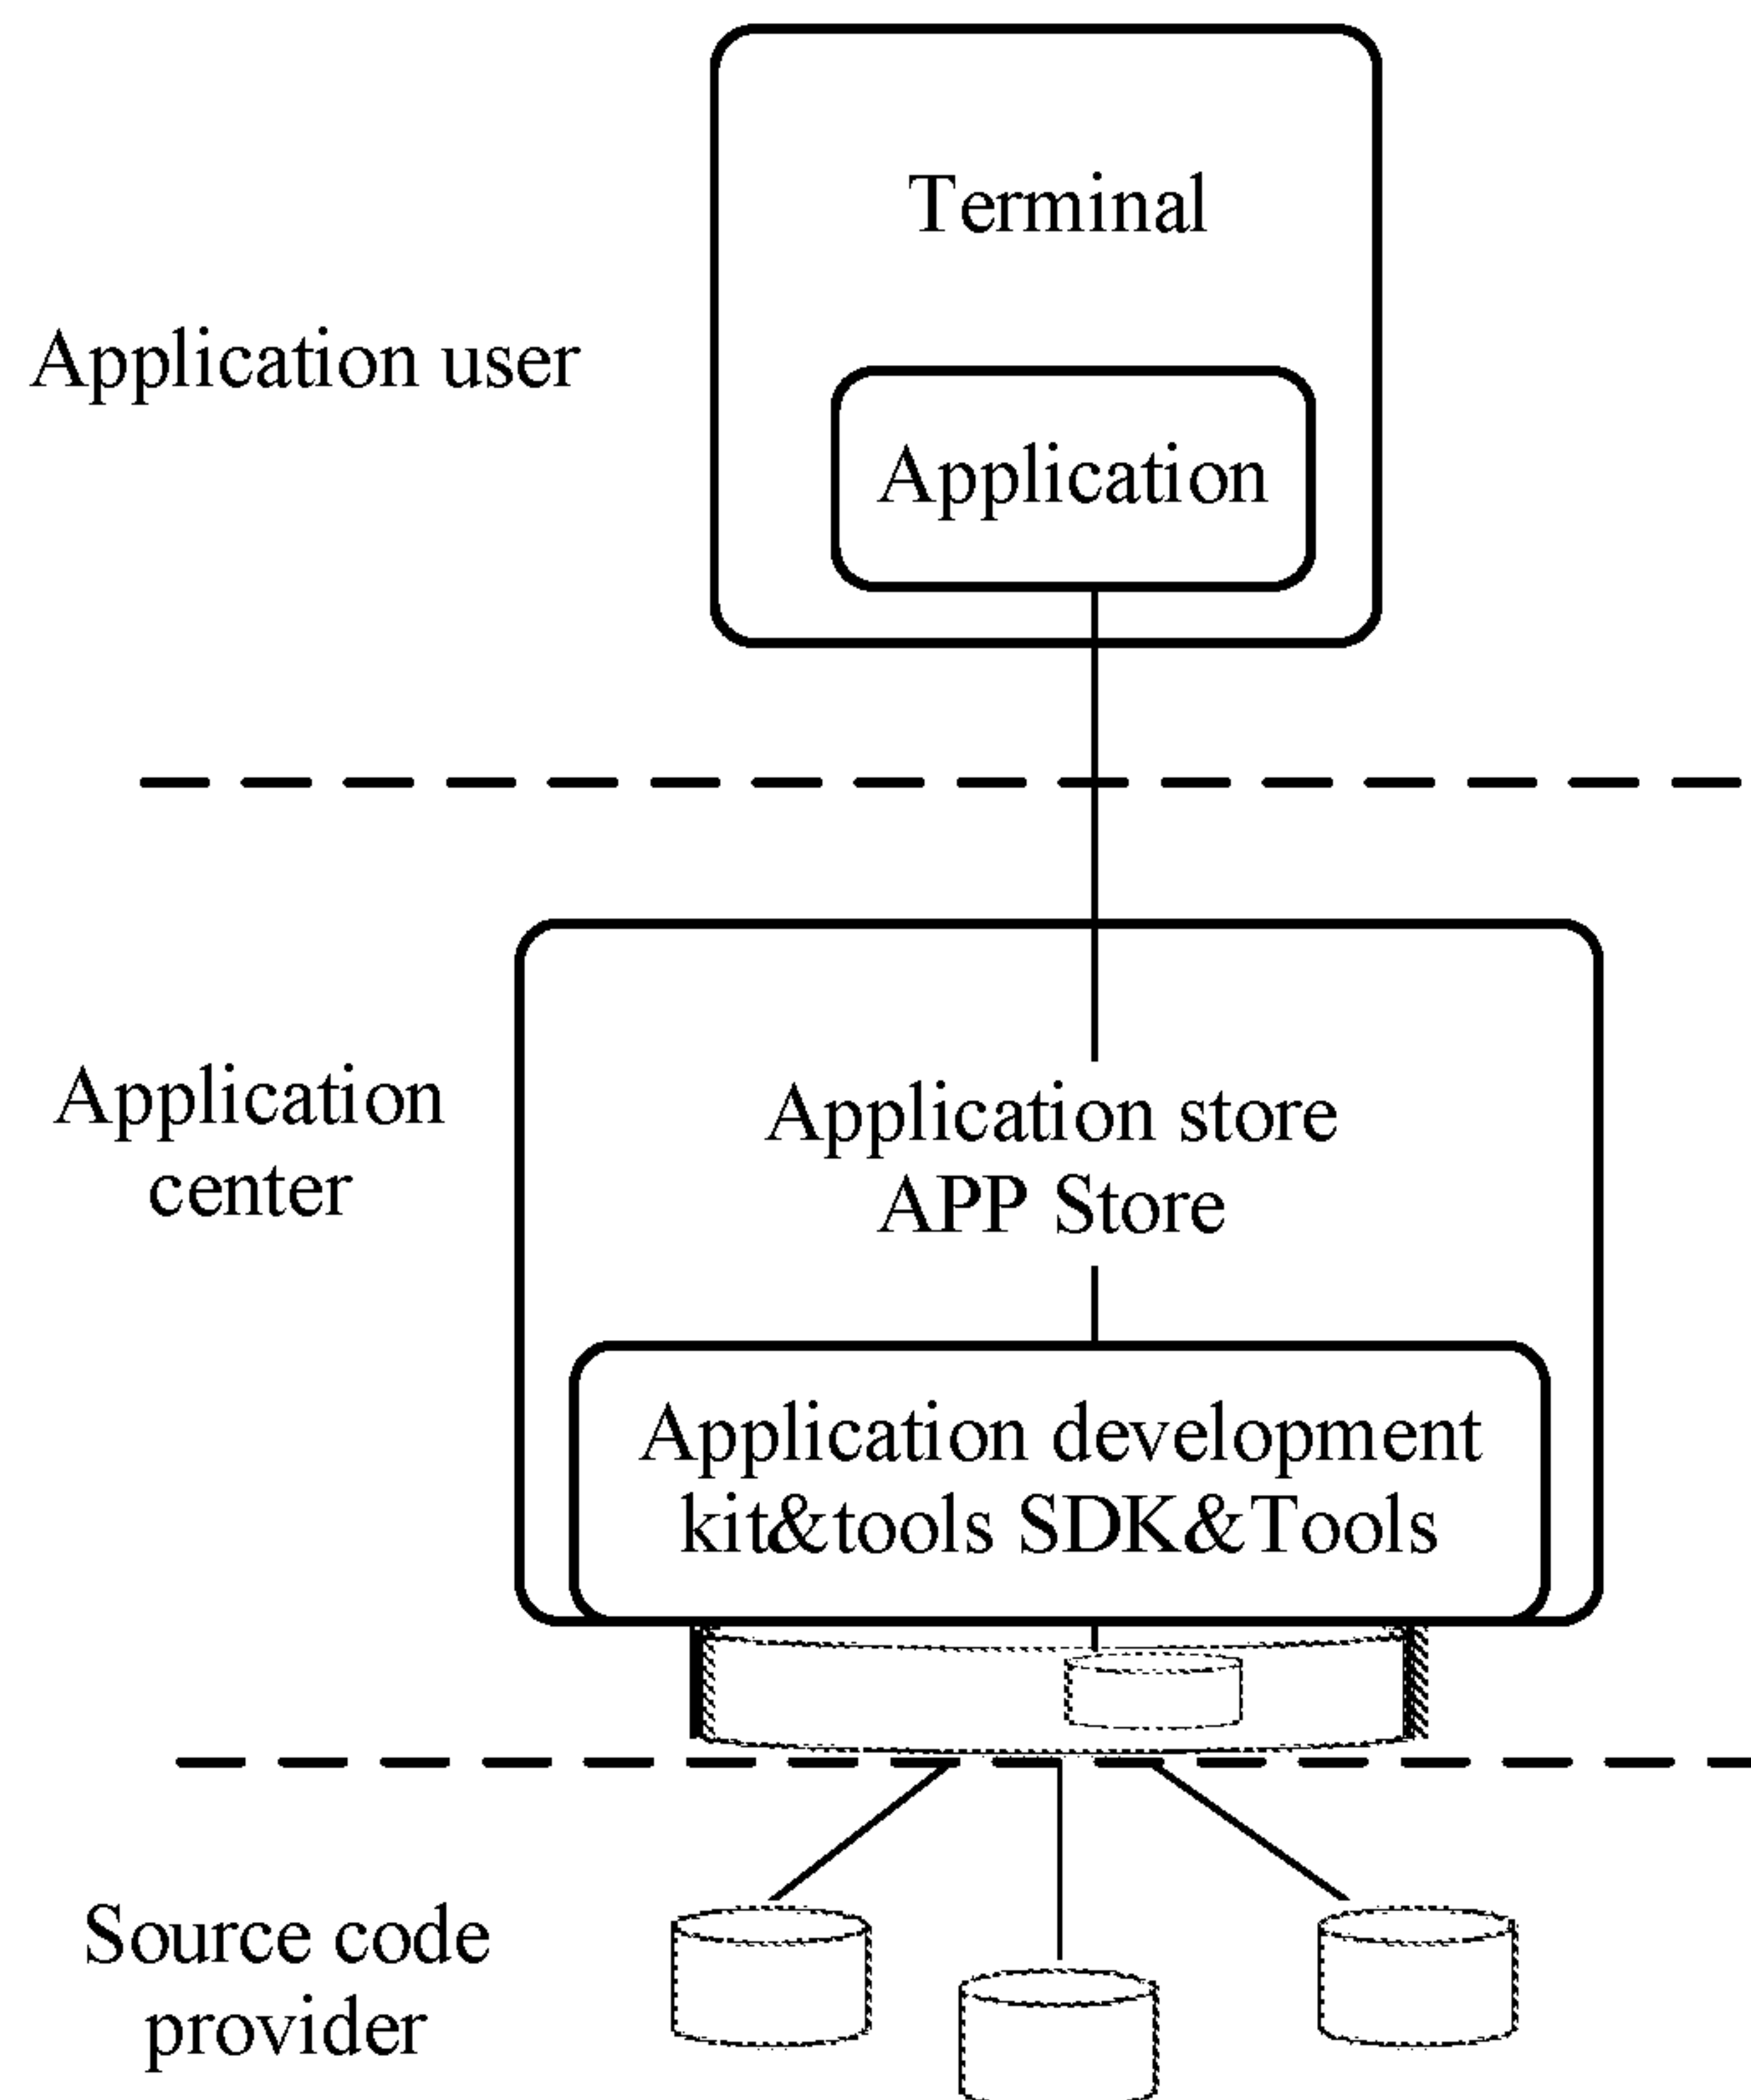 Terminal
Application user
Application
Application
center
Application store
APP Store
Application development
kit&tools SDK&Tools
Source code
provider